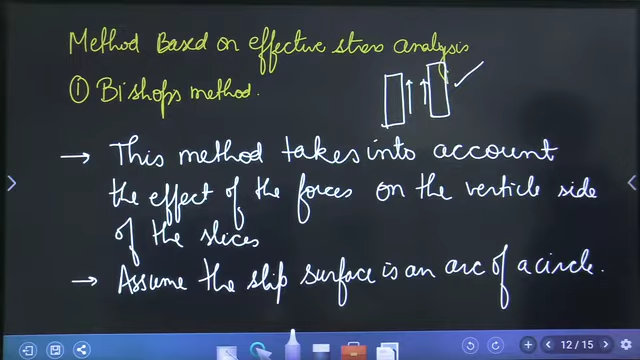 Method Based on effective stress analysis
① Bishops method.
→ This method takes into account
the effect of the forces on the verticle side
of the slices
→ Assume the slip surface is an arc of a circle.
12 / 15